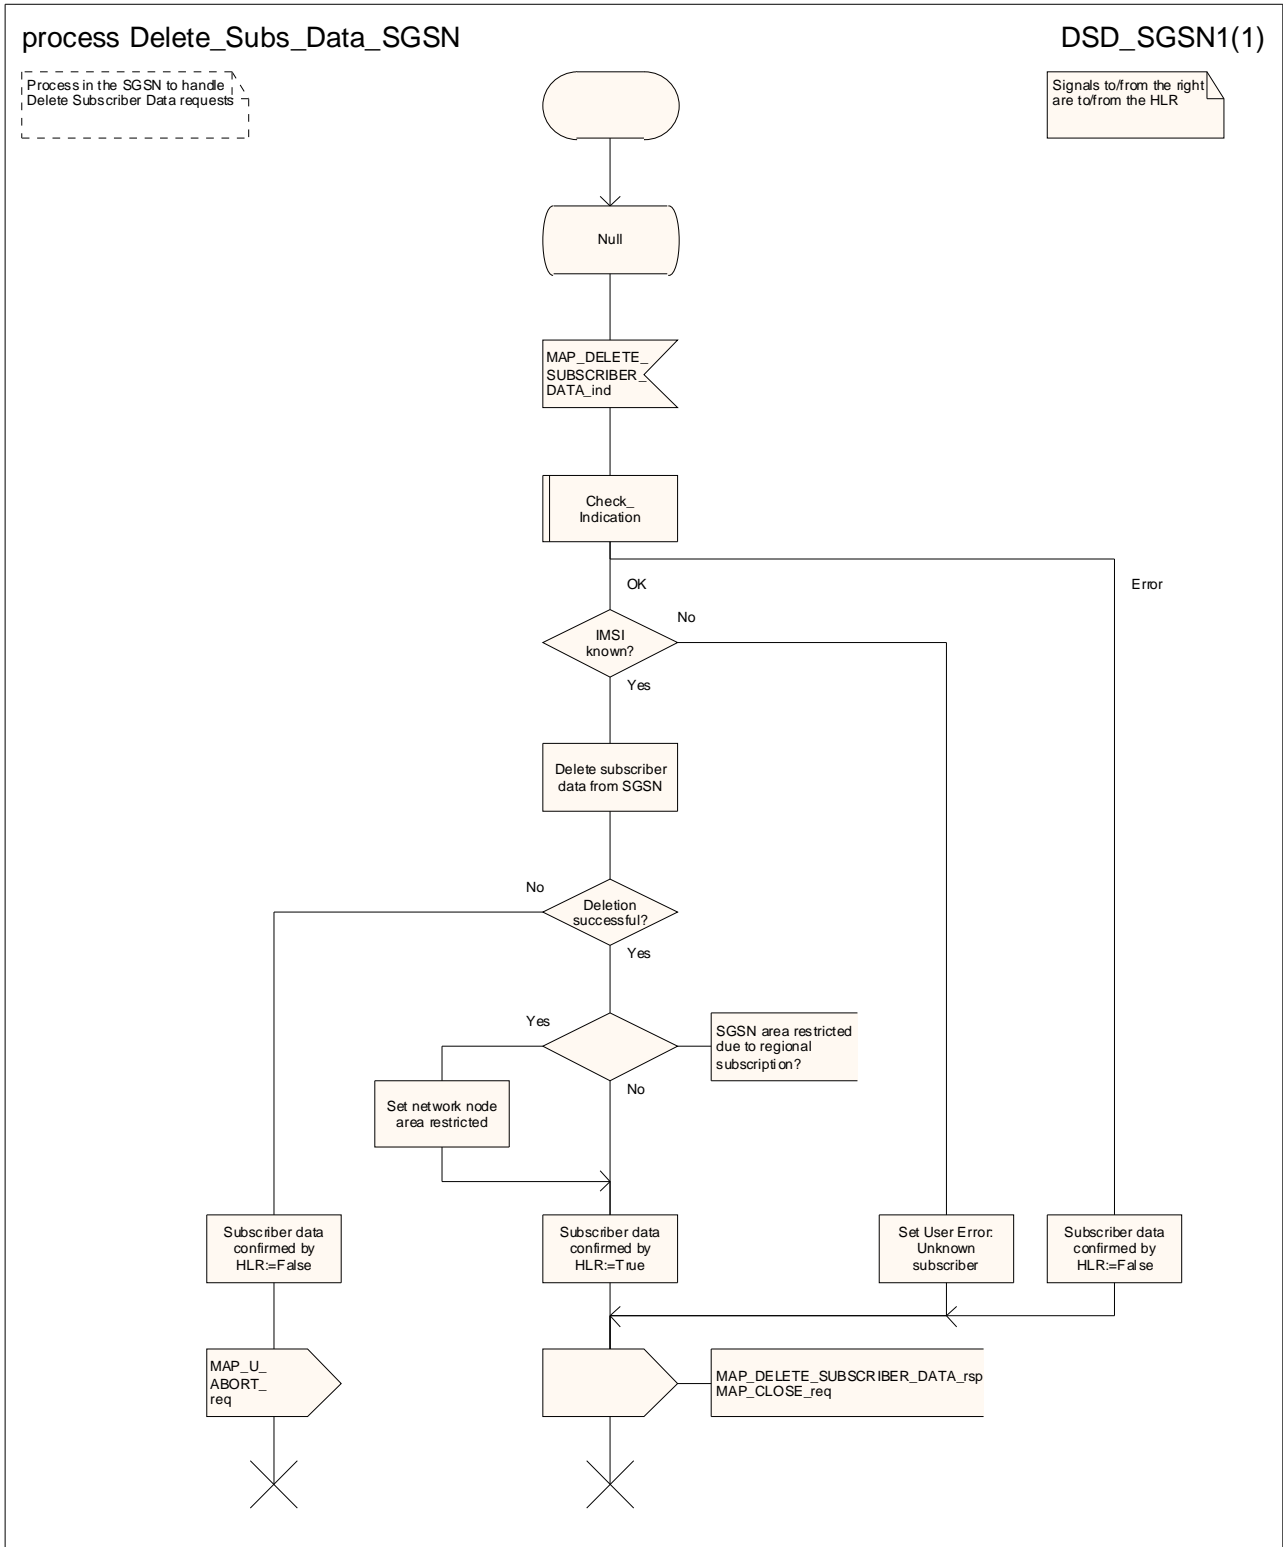 process Delete_Subs_Data_SGSN
DSD_SGSN1(1)
Process in the SGSN to handle
Delete Subscriber Data requests
Signals to/from the right
are to/from the HLR
Null
MAP_DELETE_
SUBSCRIBER_
DATA_ind
Check_
Indication
OK
Error
IMSI
known?
No
Yes
Delete subscriber
data from SGSN
No
Deletion
successful?
Yes
Yes
SGSN area restricted
due to regional
subscription?
No
Set network node
area restricted
Subscriber data
confirmed by
HLR:=False
Subscriber data
confirmed by
HLR:=True
Set User Error:
Unknown
subscriber
Subscriber data
confirmed by
HLR:=False
MAP_U_
ABORT_
req
MAP_DELETE_SUBSCRIBER_DATA_rsp
MAP_CLOSE_req